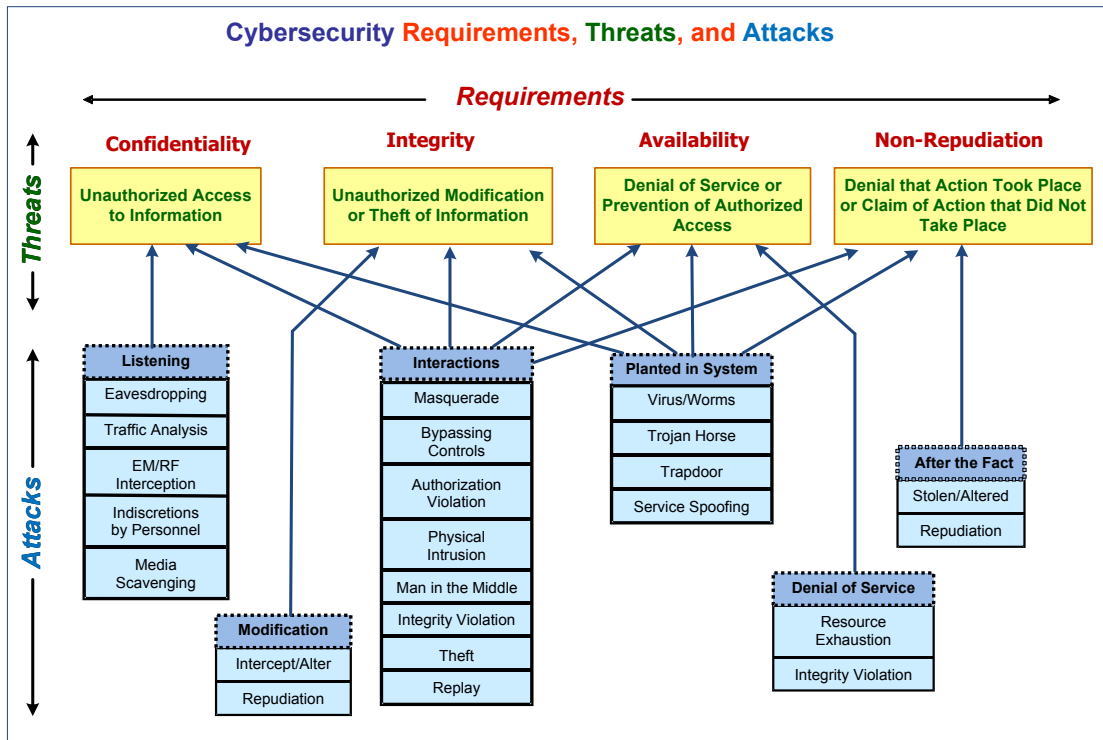 Cybersecurity Requirements, Threats, and Attacks
Requirements
Threats
Confidentiality
Integrity
Availability
Non-Repudiation
Unauthorized Access
to Information
Unauthorized Modification
or Theft of Information
Denial of Service or
Prevention of Authorized
Access
Denial that Action Took Place
or Claim of Action that Did Not
Take Place
Attacks
Listening
Eavesdropping
Traffic Analysis
EM/RF
Interception
Indiscretions
by Personnel
Media
Scavenging
Modification
Intercept/Alter
Repudiation
Interactions
Masquerade
Bypassing
Controls
Authorization
Violation
Physical
Intrusion
Man in the Middle
Integrity Violation
Theft
Replay
Planted in System
Virus/Worms
Trojan Horse
Trapdoor
Service Spoofing
Denial of Service
Resource
Exhaustion
Integrity Violation
After the Fact
Stolen/Altered
Repudiation